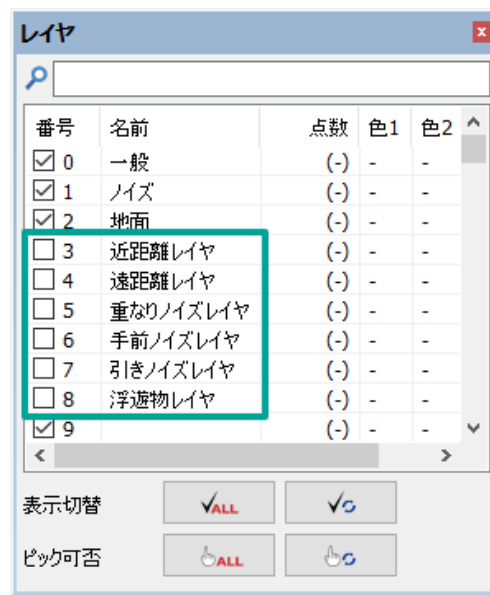 レイヤ
番号 名前 点数 色1 色2
0 一般 (-) - -
1 ノイズ (-) - -
2 地面 (-) - -
3 近距離レイヤ (-) - -
4 遠距離レイヤ (-) - -
5 重なりノイズレイヤ (-) - -
6 手前ノイズレイヤ (-) - -
7 引きノイズレイヤ (-) - -
8 浮遊物レイヤ (-) - -
9 (-) - -
表示切替 ALL
ピック可否 ALL